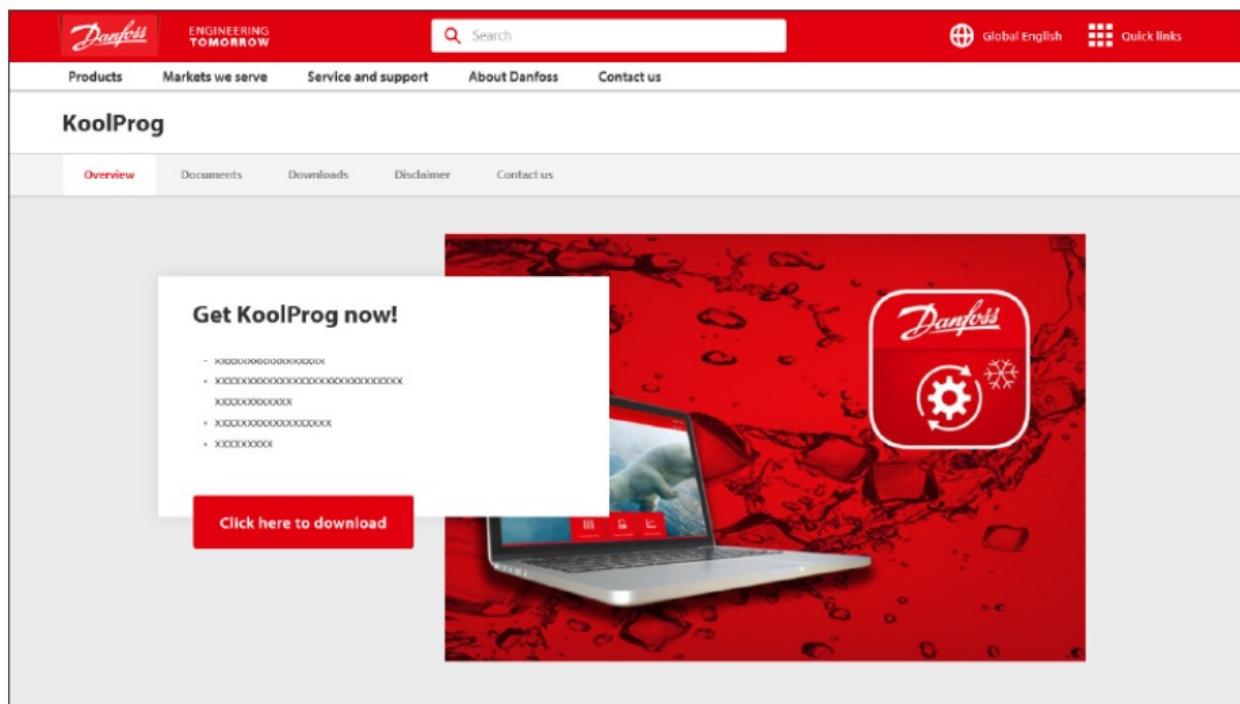 Danfoss
ENGINEERING
TOMORROW
Search
Global English
Quick links
Products Markets we serve Service and support About Danfoss Contact us
KoolProg
Overview Documents Downloads Disclaimer Contact us
Get KoolProg now!
Danfoss
Click here to download